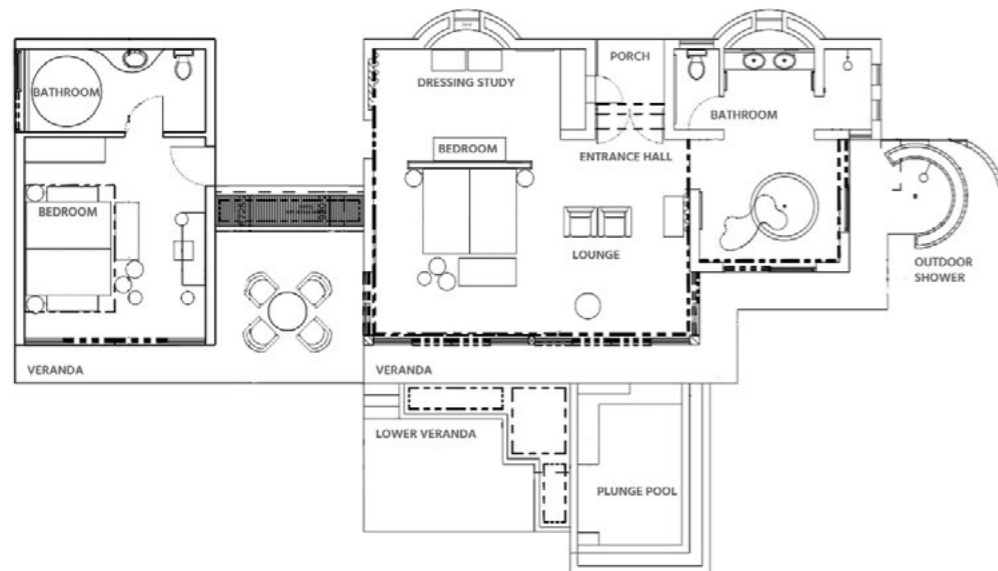 PORCH
DRESSING STUDY
BATHROOM
BATHROOM
BEDROOM
ENTRANCE HALL
BEDROOM
LOUNGE
OUTDOOR
SHOWER
VERANDA
VERANDA
LOWER VERANDA
PLUNGE POOL